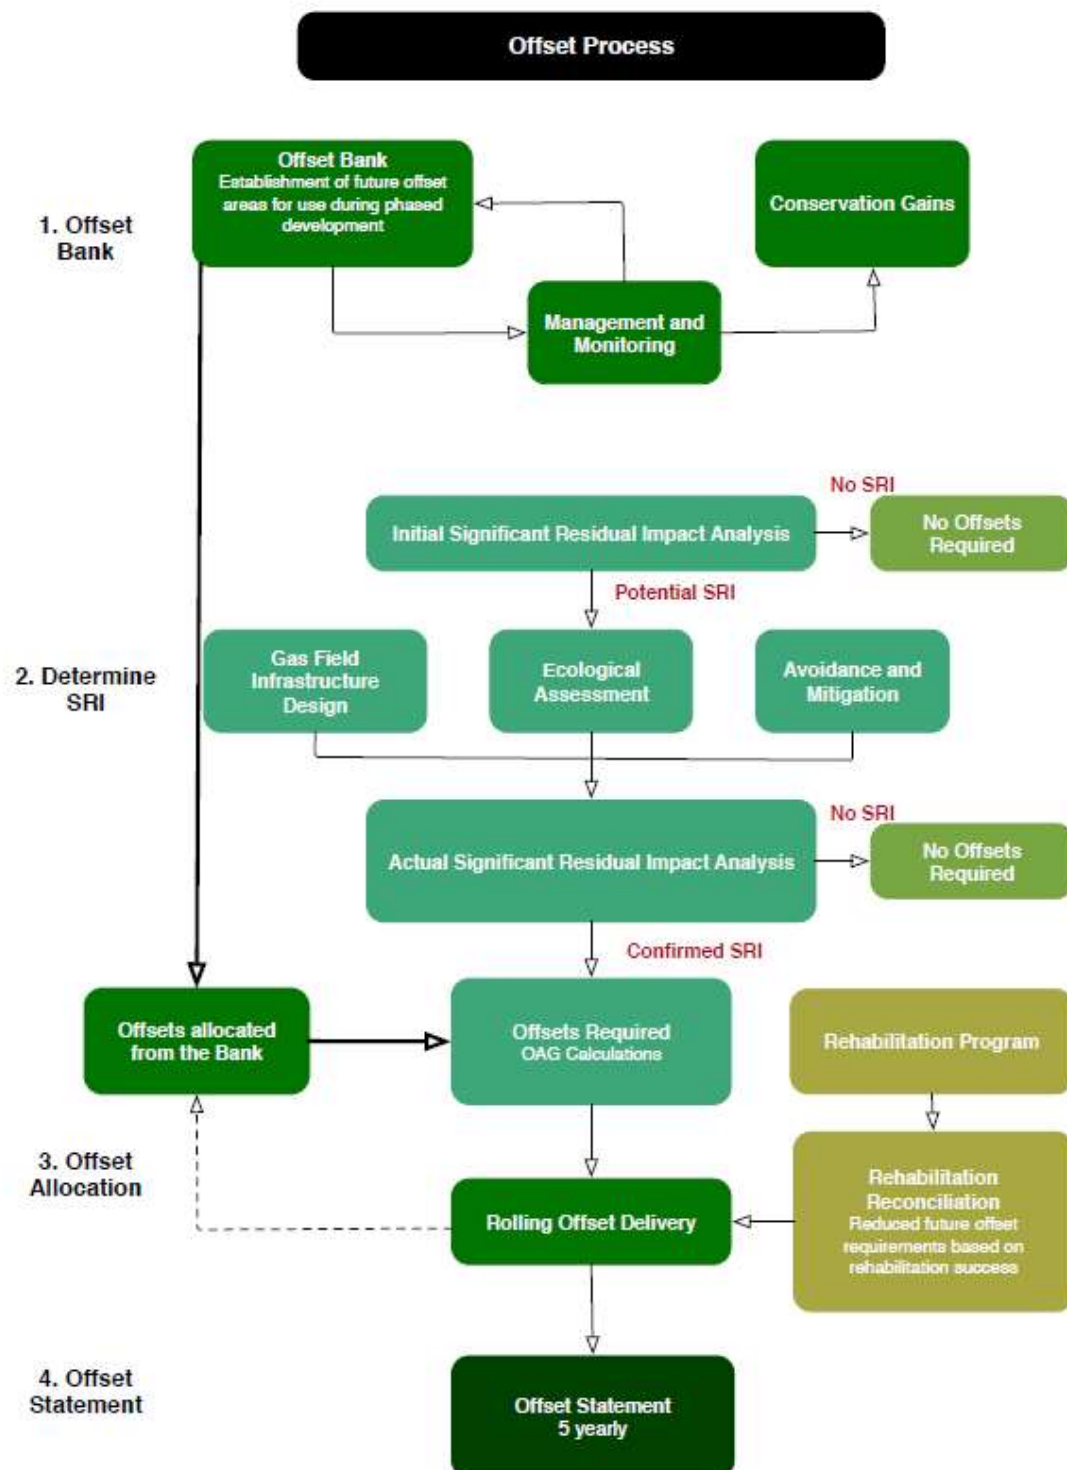 Offset Process
1. Offset
Bank
Offset Bank
Establishment of future offset
areas for use during phased
development
Conservation Gains
Management and
Monitoring
No SRI
Initial Significant Residual Impact Analysis
No Offsets
Required
Potential SRI
2. Determine
SRI
Gas Field
Infrastructure
Design
Ecological
Assessment
Avoidance and
Mitigation
No SRI
Actual Significant Residual Impact Analysis
No Offsets
Required
Confirmed SRI
Offsets allocated
from the Bank
Offsets Required
OAG Calculations
Rehabilitation Program
3. Offset
Allocation
Rolling Offset Delivery
Rehabilitation
Reconciliation
Reduced future offset
requirements based on
rehabilitation success
4. Offset
Statement
Offset Statement
5 yearly